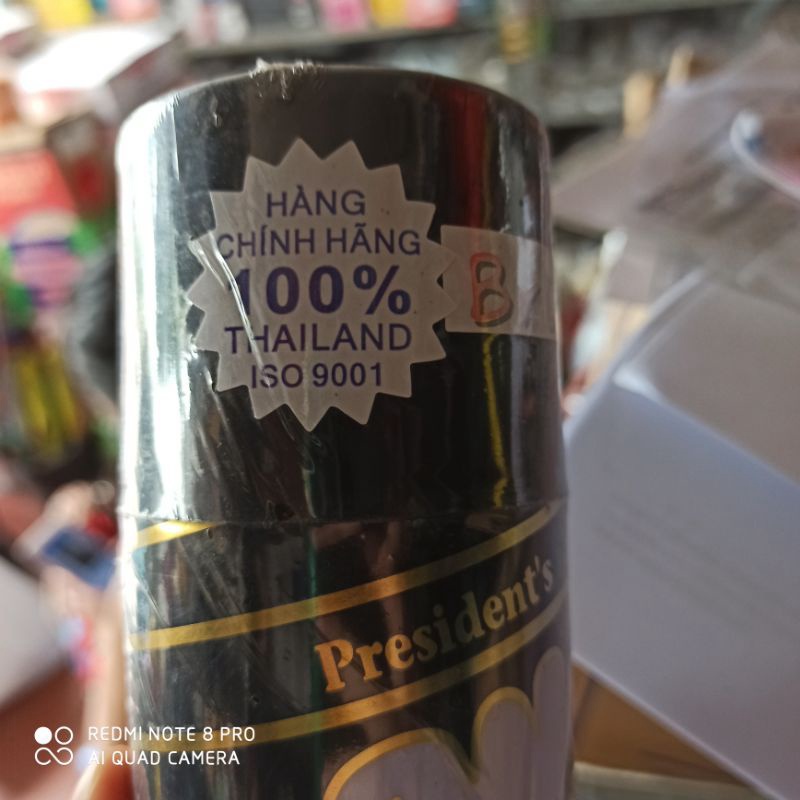 HÀNG
CHÍNH HÃNG
100%
THAILAND
ISO 9001
B
President's
REDMI NOTE 8 PRO
AI QUAD CAMERA